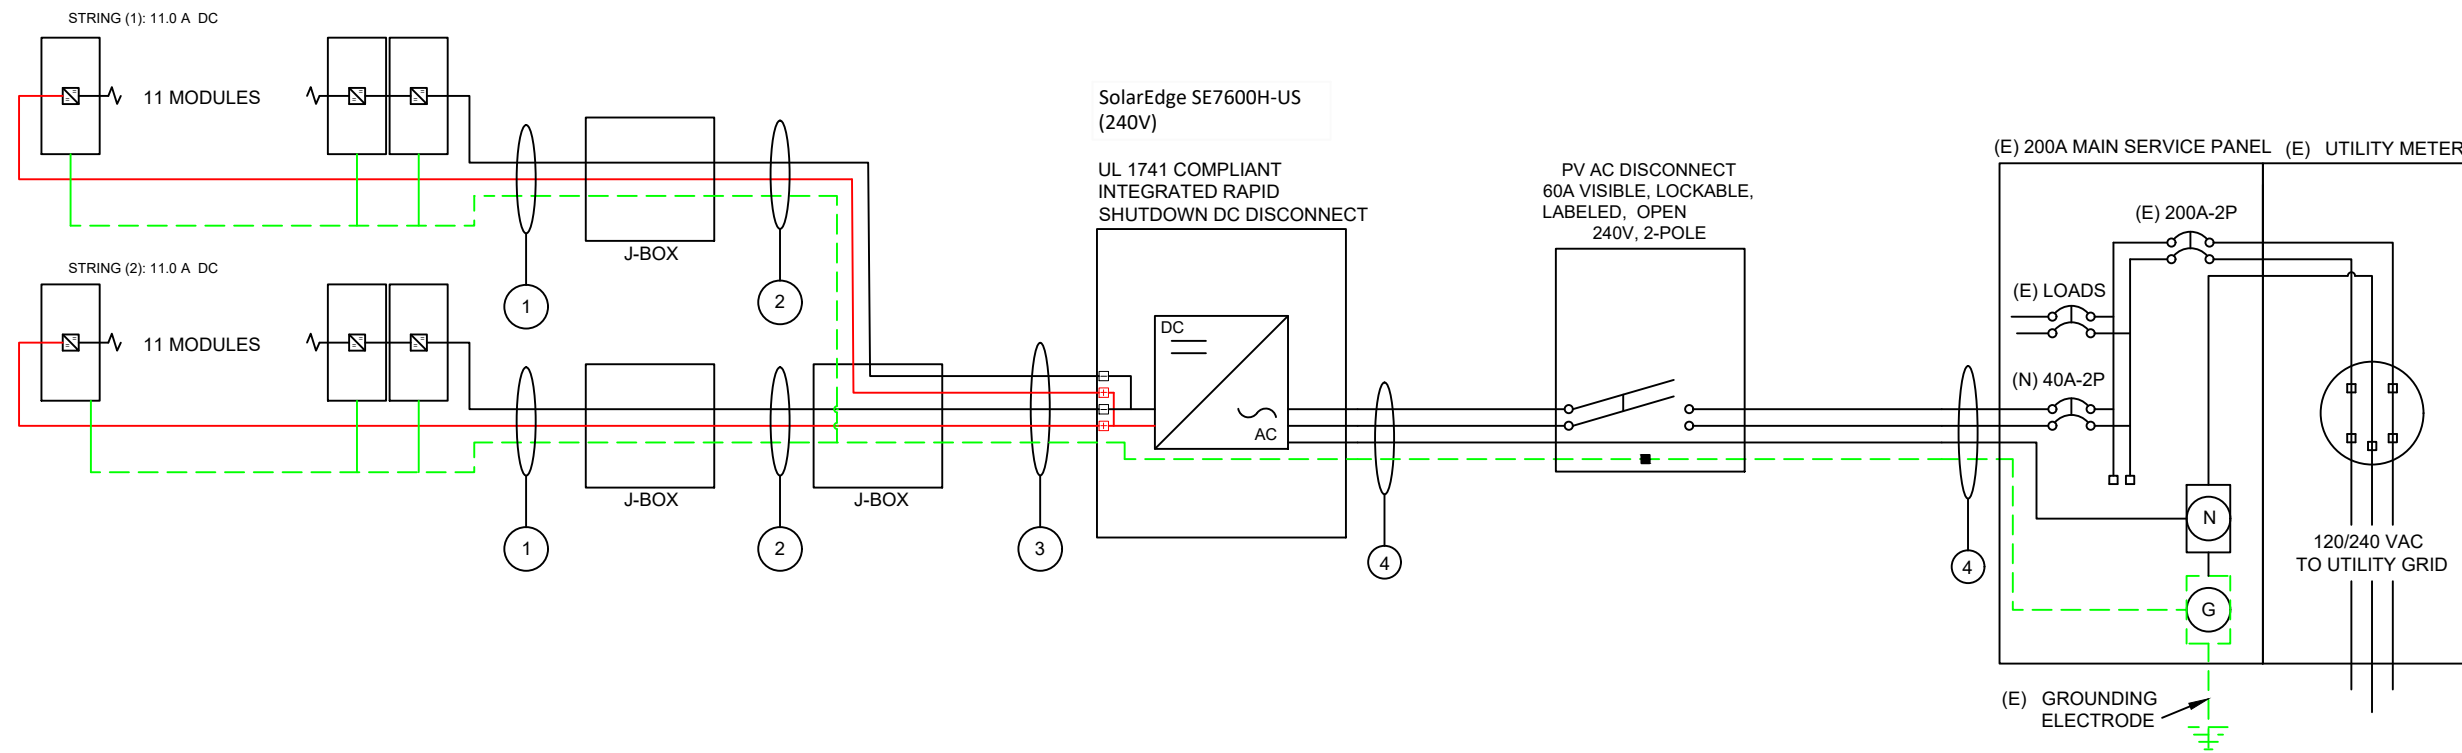 STRING (1): 11.0 A  DC
11 MODULES
J-BOX
1
2
STRING (2): 11.0 A  DC
11 MODULES
J-BOX
J-BOX
1
2
3
SolarEdge SE7600H-US
(240V)
UL 1741 COMPLIANT
INTEGRATED RAPID
SHUTDOWN DC DISCONNECT
DC
AC
4
PV AC DISCONNECT
60A VISIBLE, LOCKABLE,
LABELED,  OPEN
240V, 2-POLE
4
(E) 200A MAIN SERVICE PANEL
(E)   UTILITY METER
(E) 200A-2P
(E) LOADS
(N) 40A-2P
N
G
120/240 VAC
TO UTILITY GRID
(E)   GROUNDING
ELECTRODE